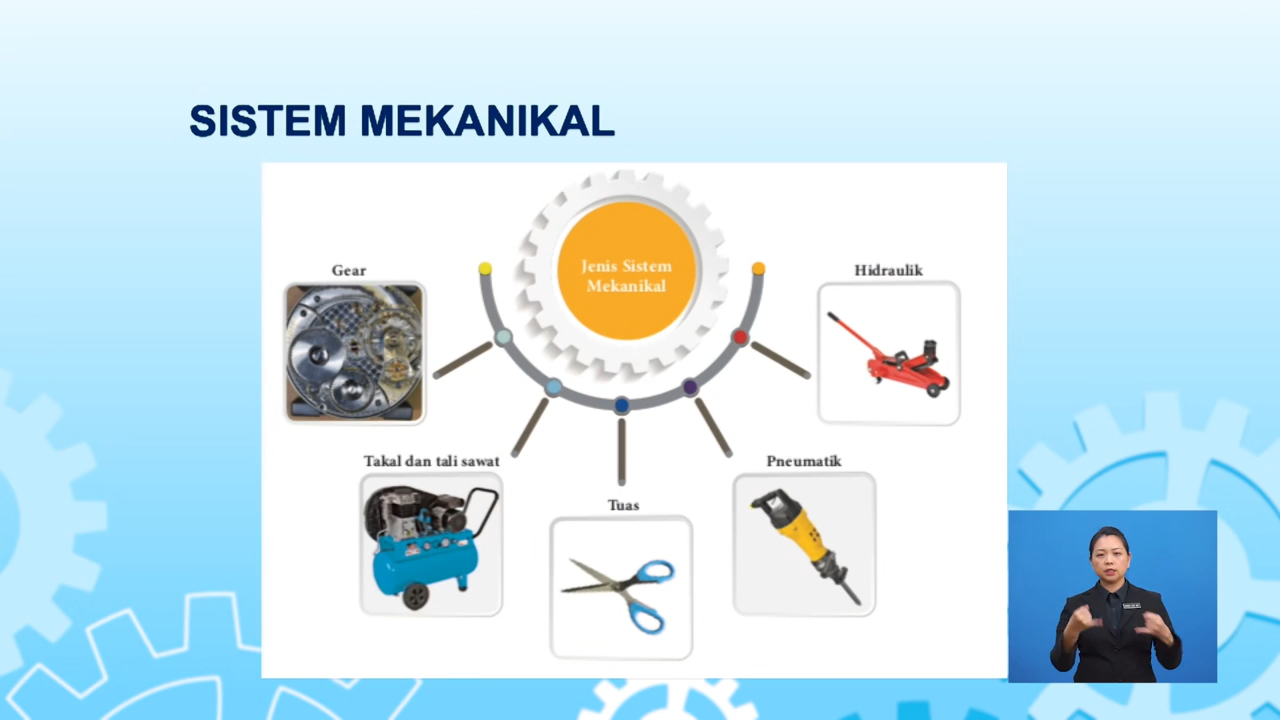 SISTEM MEKANIKAL
Jenis Sistem
Mekanikal
Gear
Hidraulik
Takal dan tali sawat
Pneumatik
Tuas